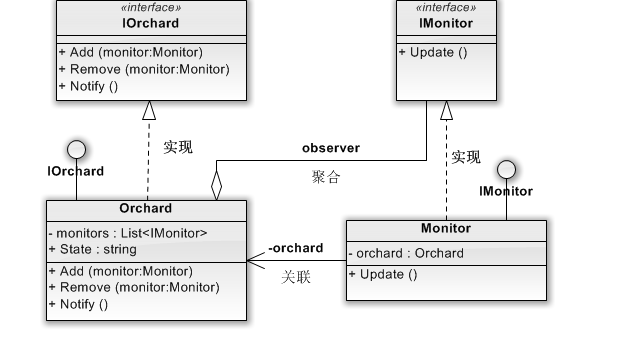 «interface»
IOrchard
+ Add (monitor:Monitor)
+ Remove (monitor:Monitor)
+ Notify ()
«interface»
IMonitor
+ Update ()
实现
observer
聚合
实现
IOrchard
IMonitor
Orchard
- monitors : List<IMonitor>
+ State : string
+ Add (monitor:Monitor)
+ Remove (monitor:Monitor)
+ Notify ()
-orchard
关联
Monitor
- orchard : Orchard
+ Update ()